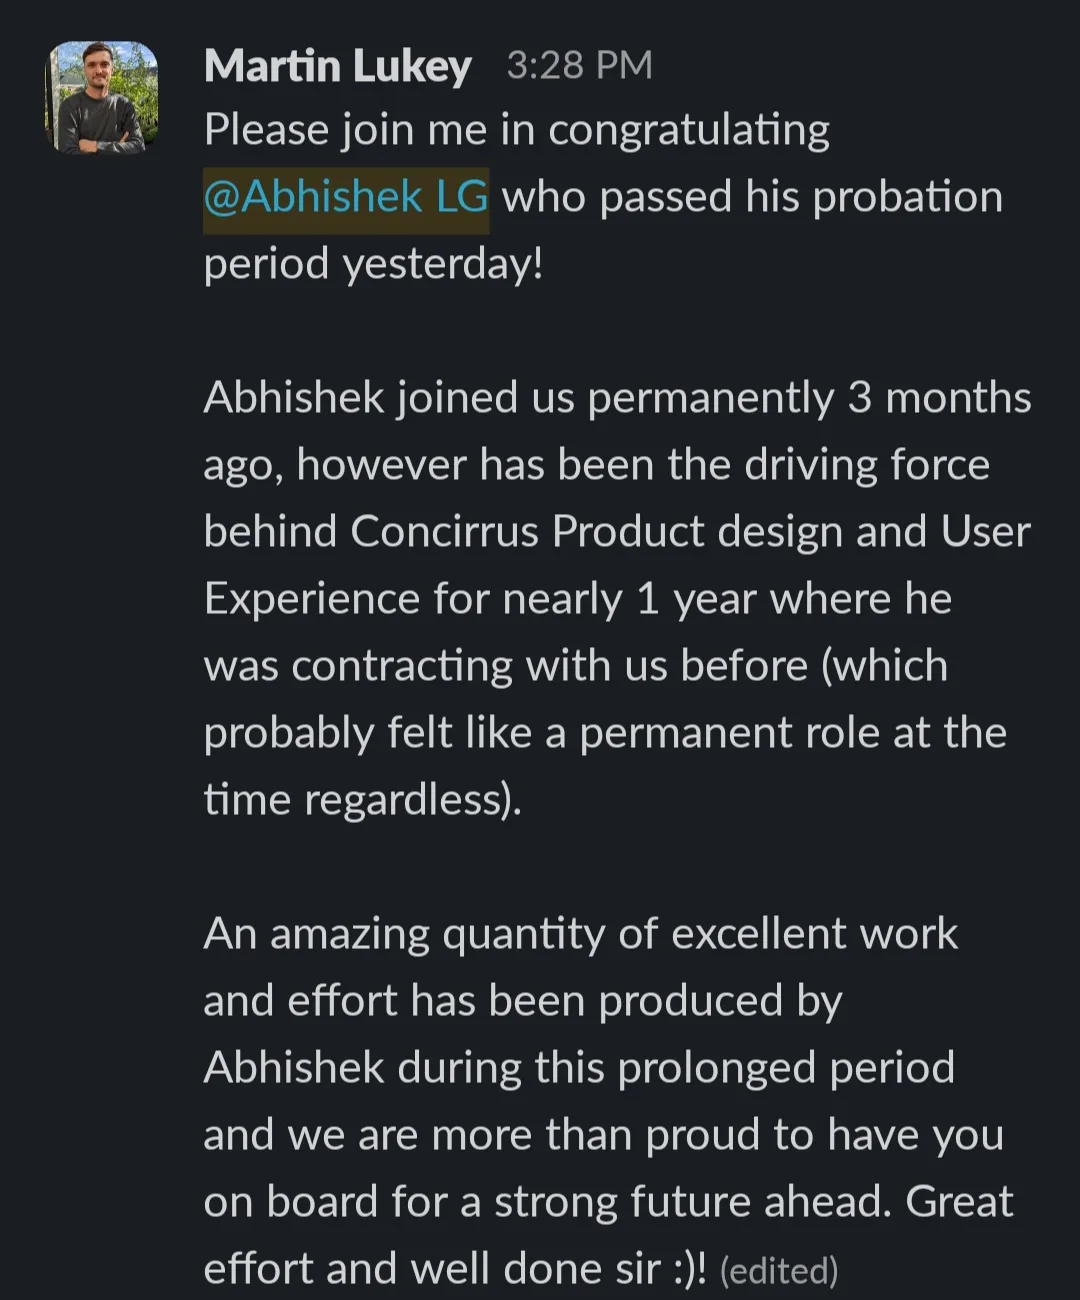 Martin Lukey 3:28 PM
Please join me in congratulating
@Abhishek LG who passed his probation
period yesterday!
Abhishek joined us permanently 3 months
ago, however has been the driving force
behind Concirrus Product design and User
Experience for nearly 1 year where he
was contracting with us before (which
probably felt like a permanent role at the
time regardless).
An amazing quantity of excellent work
and effort has been produced by
Abhishek during this prolonged period
and we are more than proud to have you
on board for a strong future ahead. Great
effort and well done sir :)! (edited)